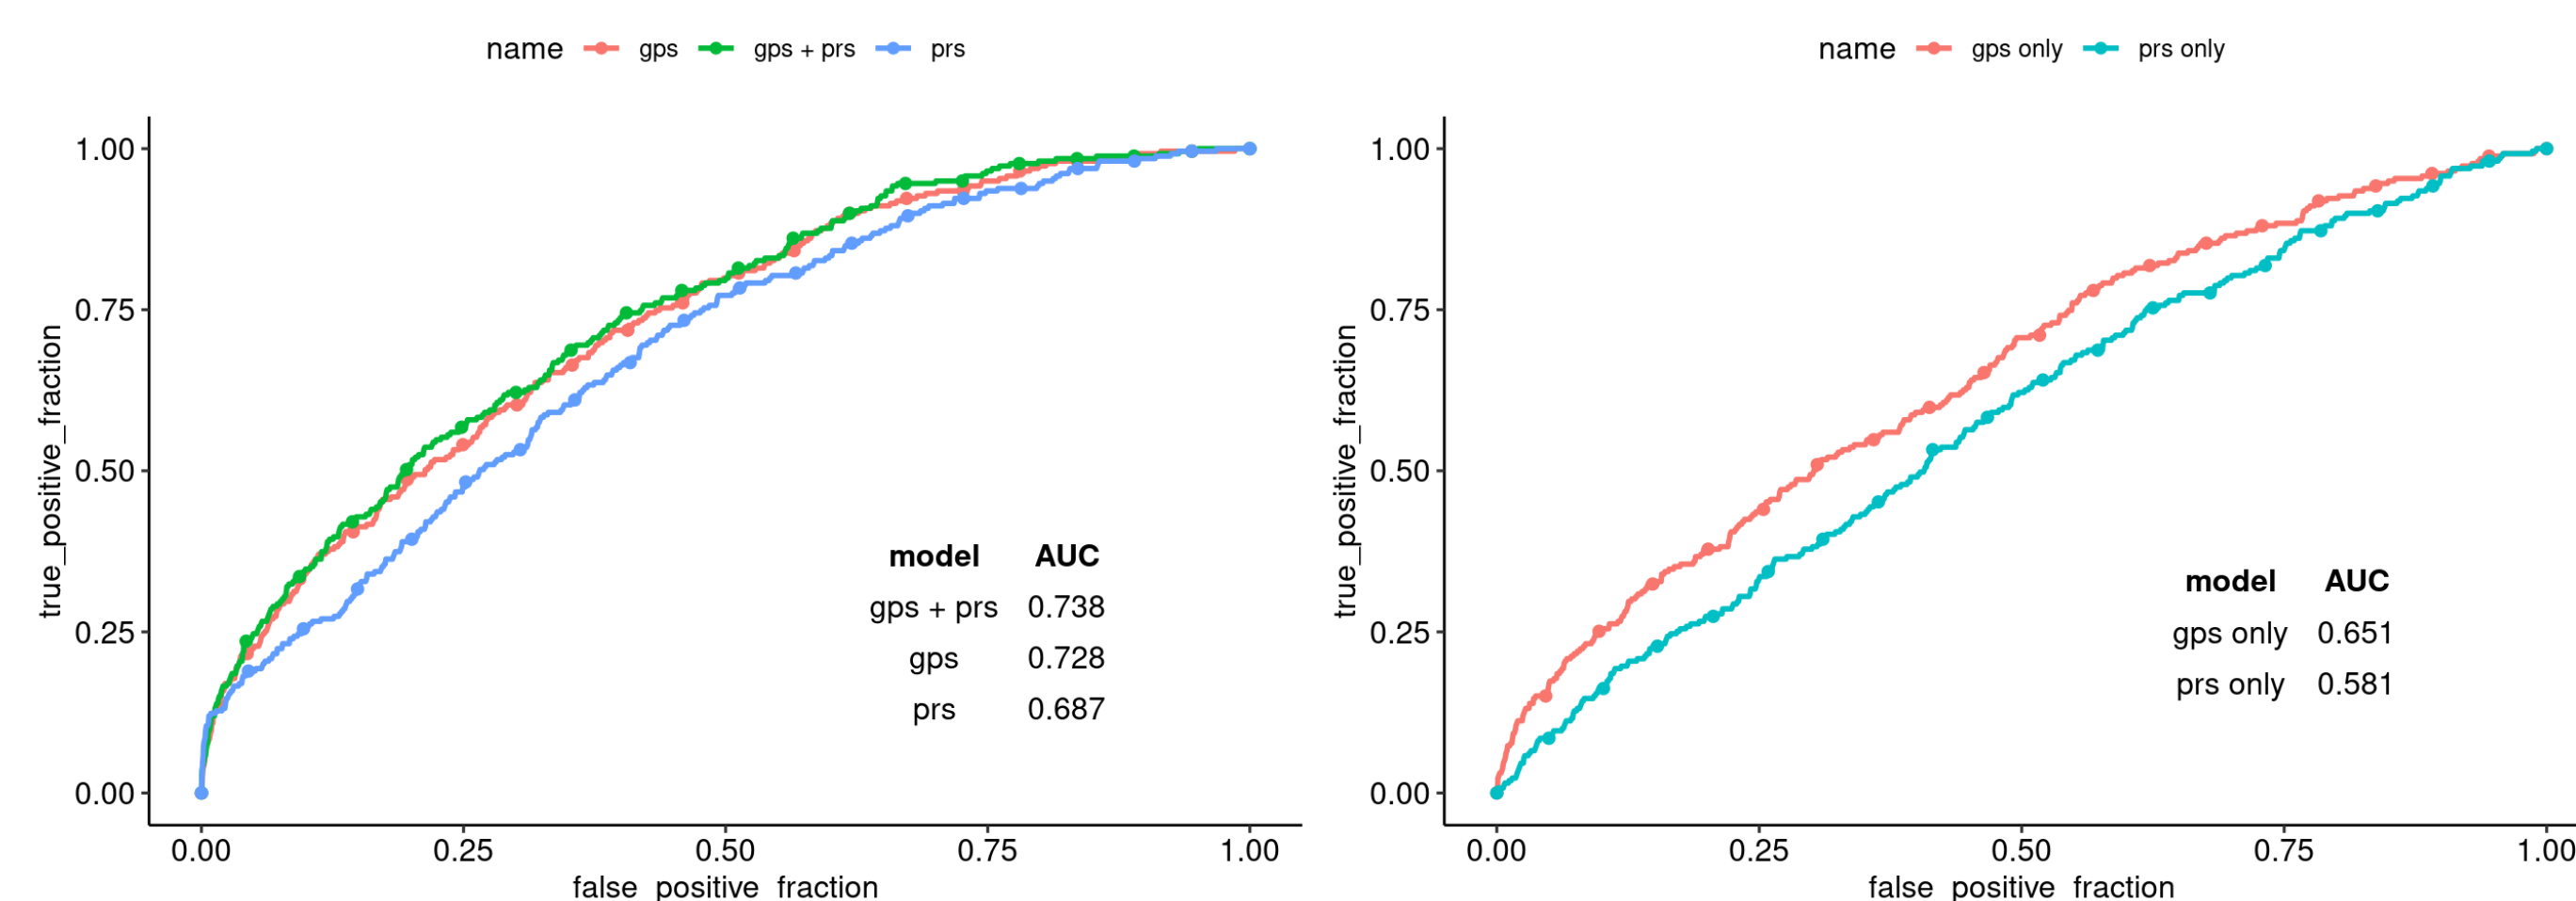 name gps gps + prs prs
true_positive_fraction
1.00
0.75
0.50
0.25
0.00
model AUC
gps + prs 0.738
gps 0.728
prs 0.687
0.00 0.25 0.50 0.75 1.00
false_positive_fraction
name gps only prs only
true_positive_fraction
1.00
0.75
0.50
0.25
0.00
model AUC
gps only 0.651
prs only 0.581
0.00 0.25 0.50 0.75 1.00
false_positive_fraction